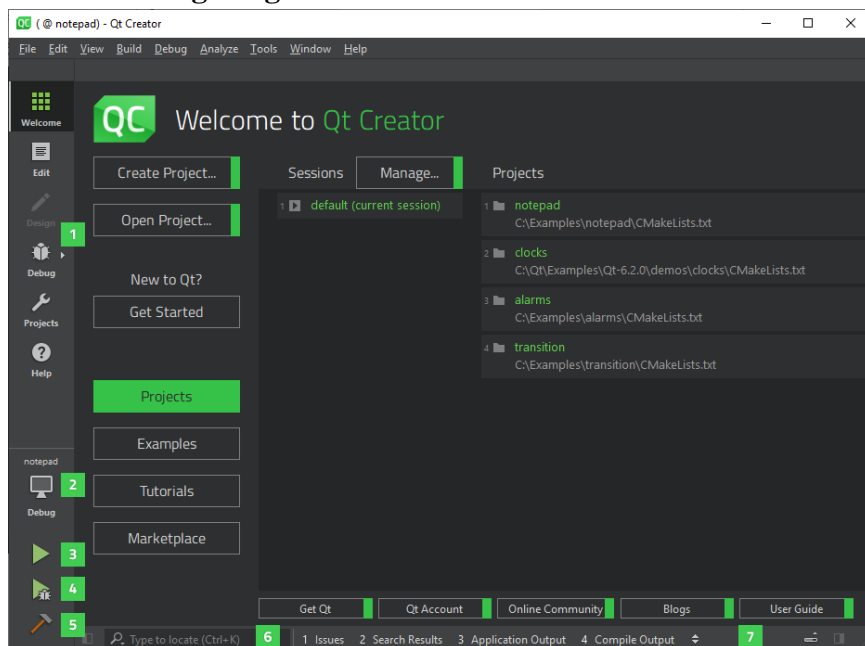 QC ( @ notepad) - Qt Creator
File Edit View Build Debug Analyze Tools Window Help
Welcome
Edit
Design
1
Debug
Projects
Help
notepad
2
Debug
3
4
5
QC Welcome to Qt Creator
Create Project...
Open Project...
New to Qt?
Get Started
Projects
Examples
Tutorials
Marketplace
Sessions Manage...
1 default (current session)
Projects
1 notepad
C:\Examples\notepad\CMakeLists.txt
2 clocks
C:\Qt\Examples\Qt-6.2.0\demos\clocks\CMakeLists.txt
3 alarms
C:\Examples\alarms\CMakeLists.txt
4 transition
C:\Examples\transition\CMakeLists.txt
Get Qt Qt Account Online Community Blogs User Guide
Type to locate (Ctrl+K) 6 1 Issues 2 Search Results 3 Application Output 4 Compile Output 7